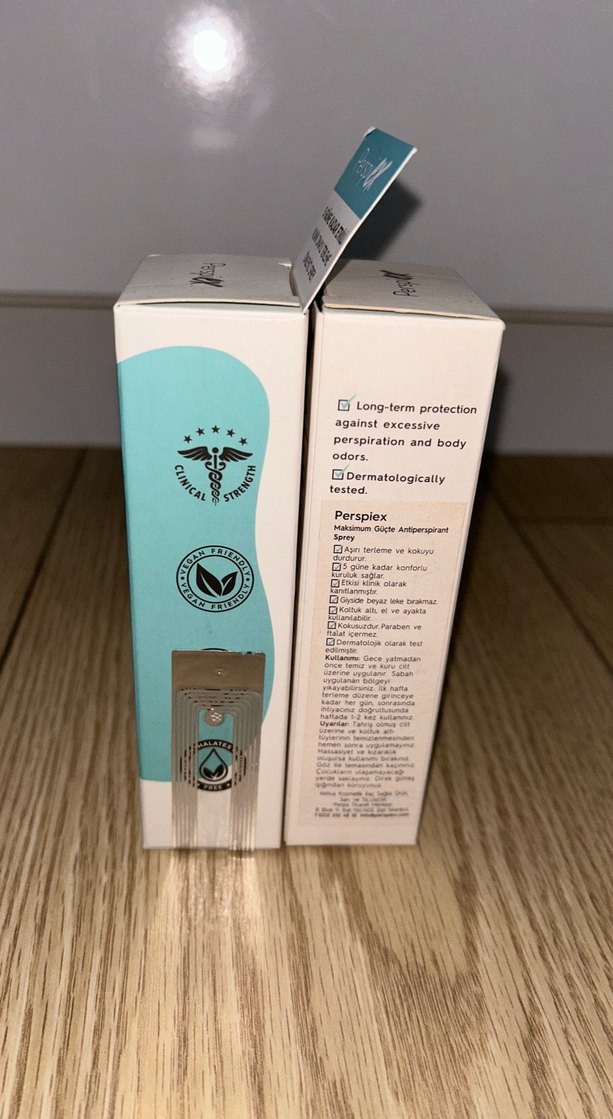 Perspiex
Perspiex
Perspiex
CLINICAL STRENGTH
VEGAN FRIENDLY
VEGAN FRIENDLY
FREE
Long-term protection
against excessive
perspiration and body
odors.
Dermatologically
tested.
Perspiex
Maksimum Güçte Antiperspirant
Sprey
Aşırı terleme ve kokuyu
durdurur.
5 güne kadar konforlu
kuruluk sağlar.
Etkisi klinik olarak
kanıtlanmıştır.
Giyside beyaz leke bırakmaz.
Koltuk altı, el ve ayakta
kullanılabilir.
Kokusuzdur.Paraben ve
ftalat içermez.
Dermatolojik olarak test
edilmiştir.
Kullanımı: Gece yatmadan
önce temiz ve kuru cilt
üzerine uygulanır. Sabah
uygulanan bölgeyi
yıkayabilirsiniz. İlk hafta
terleme düzene girinceye
kadar her gün, sonrasında
ihtiyacınız doğrultusunda
haftada 1-2 kez kullanınız.
Uyarılar: Tahriş olmuş cilt
üzerine ve koltuk altı
tüylerinin temizlenmesinden
hemen sonra uygulamayınız.
Hassasiyet ve kızarıklık
oluşursa kullanımı bırakınız.
Göz ile temasından kaçınınız.
Çocukların ulaşamayacağı
yerde saklayınız. Direk güneş
ışığından koruyunuz.